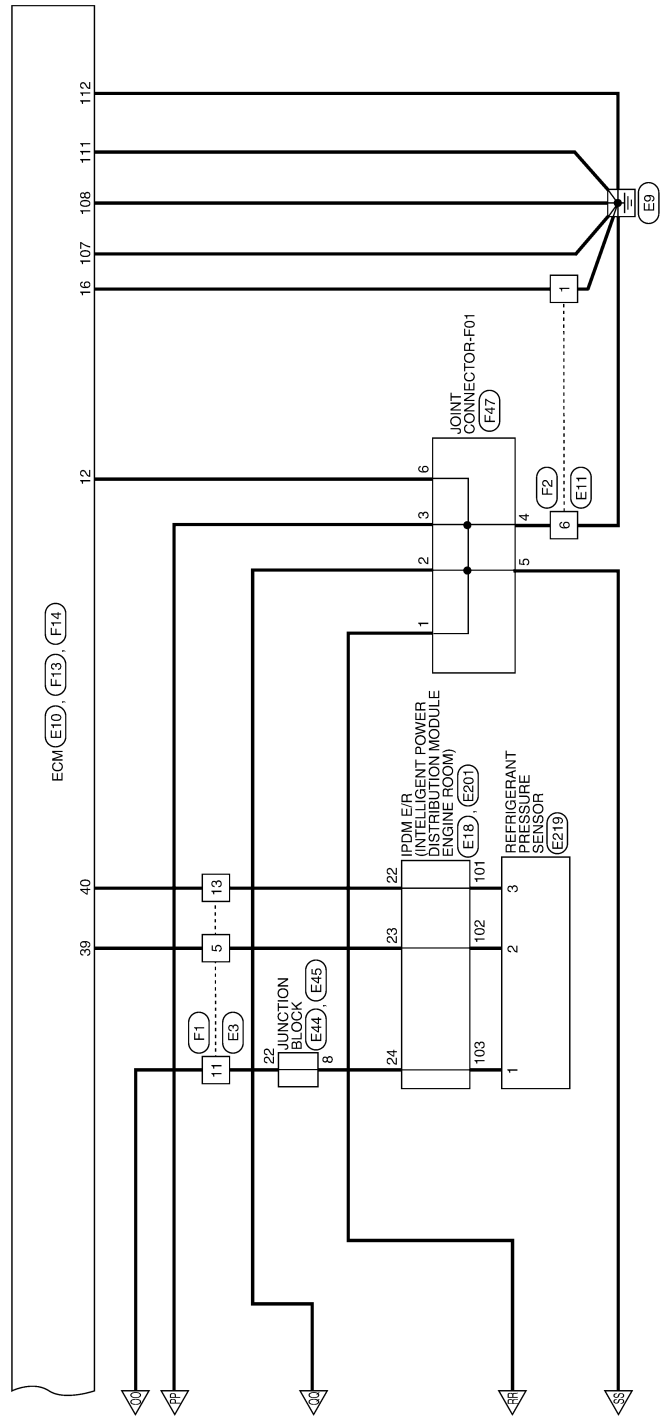 ECM E10 , F13 , F14
39
40
12
16
107
108
111
112
F1
E3
11
5
13
JUNCTION
BLOCK
E44 , E45
22
8
24
23
22
IPDM E/R
(INTELLIGENT POWER
DISTRIBUTION MODULE
ENGINE ROOM)
E18 , E201
103
102
101
REFRIGERANT
PRESSURE
SENSOR
E219
1
2
3
JOINT
CONNECTOR-F01
F47
1
2
3
6
5
4
F2
E11
6
1
E9
OO
PP
QQ
RR
SS